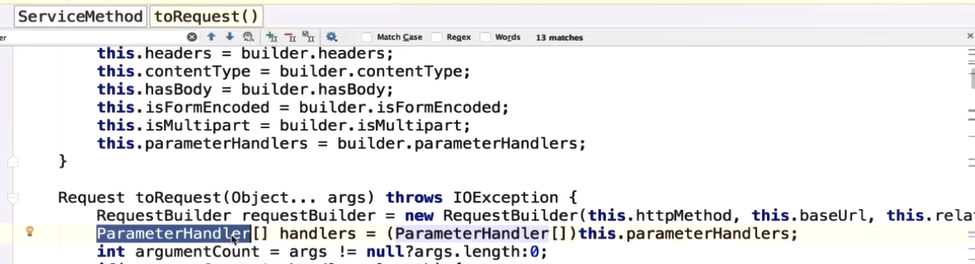 ServiceMethod toRequest()
er Match Case Regex Words 13 matches
this.headers = builder.headers;
this.contentType = builder.contentType;
this.hasBody = builder.hasBody;
this.isFormEncoded = builder.isFormEncoded;
this.isMultipart = builder.isMultipart;
this.parameterHandlers = builder.parameterHandlers;
}
Request toRequest(Object... args) throws IOException {
RequestBuilder requestBuilder = new RequestBuilder(this.httpMethod, this.baseUrl, this.rela
ParameterHandler[] handlers = (ParameterHandler[])this.parameterHandlers;
int argumentCount = args != null?args.length:0;